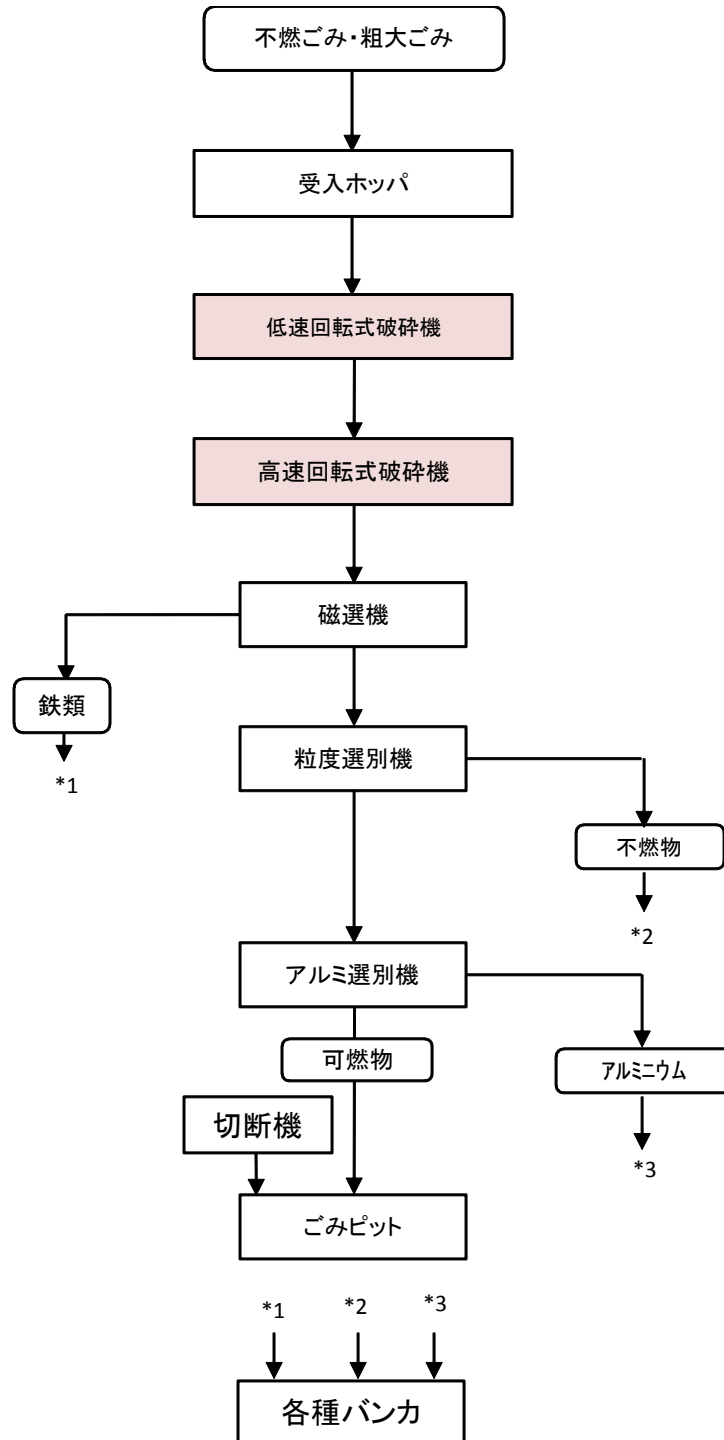 不燃ごみ・粗大ごみ
受入ホッパ
低速回転式破砕機
高速回転式破砕機
磁選機
鉄類
*1
粒度選別機
不燃物
*2
アルミ選別機
可燃物
アルミニウム
切断機
*3
ごみピット
*1 *2 *3
各種バンカ